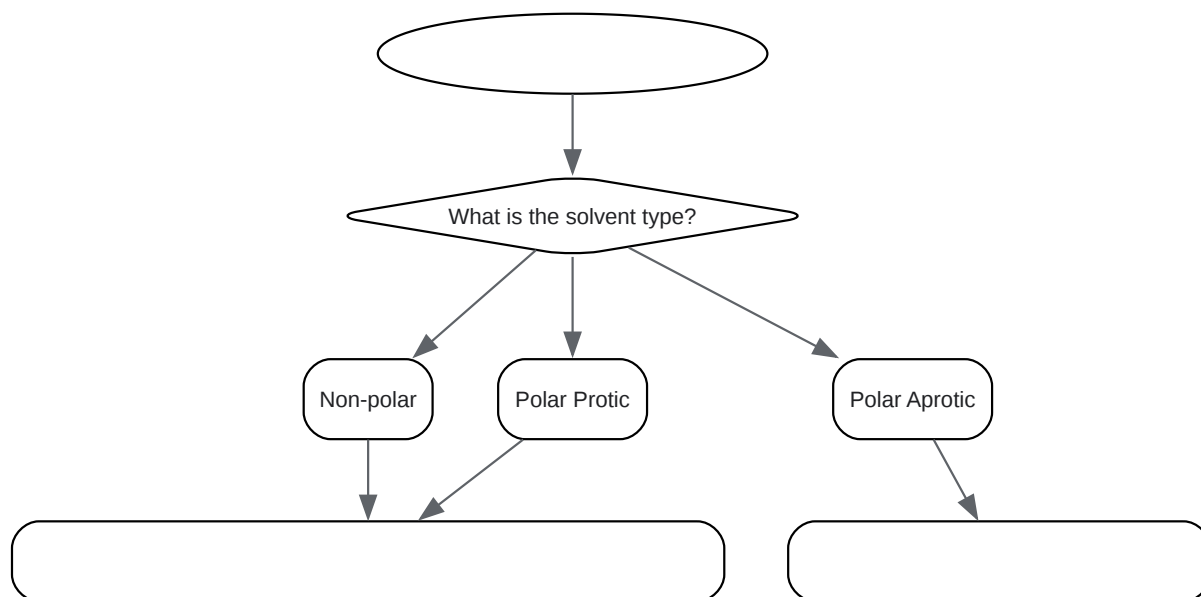 What is the solvent type?
Non-polar
Polar Protic
Polar Aprotic